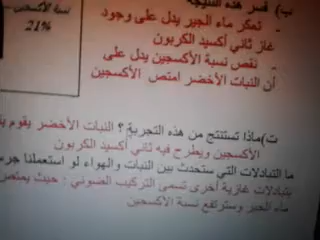 ب) فسر هذه النتيجة
نسبة الأكسجين
21%
- تعكر ماء الجير يدل على وجود
غاز ثاني أكسيد الكربون
- نقص نسبة الأكسجين يدل على
أن النبات الأخضر امتص الأكسجين
ت) ماذا تستنتج من هذه التجربة ؟ النبات الأخضر يقوم
الأكسجين ويطرح فيه ثاني أكسيد الكربون
ما التبادلات التي ستحدث بين النبات والهواء لو استعملنا
بتبادلات غازية أخرى تسمى التركيب الضوئي : حيث
ماء الجير وسترتفع نسبة الأكسجين